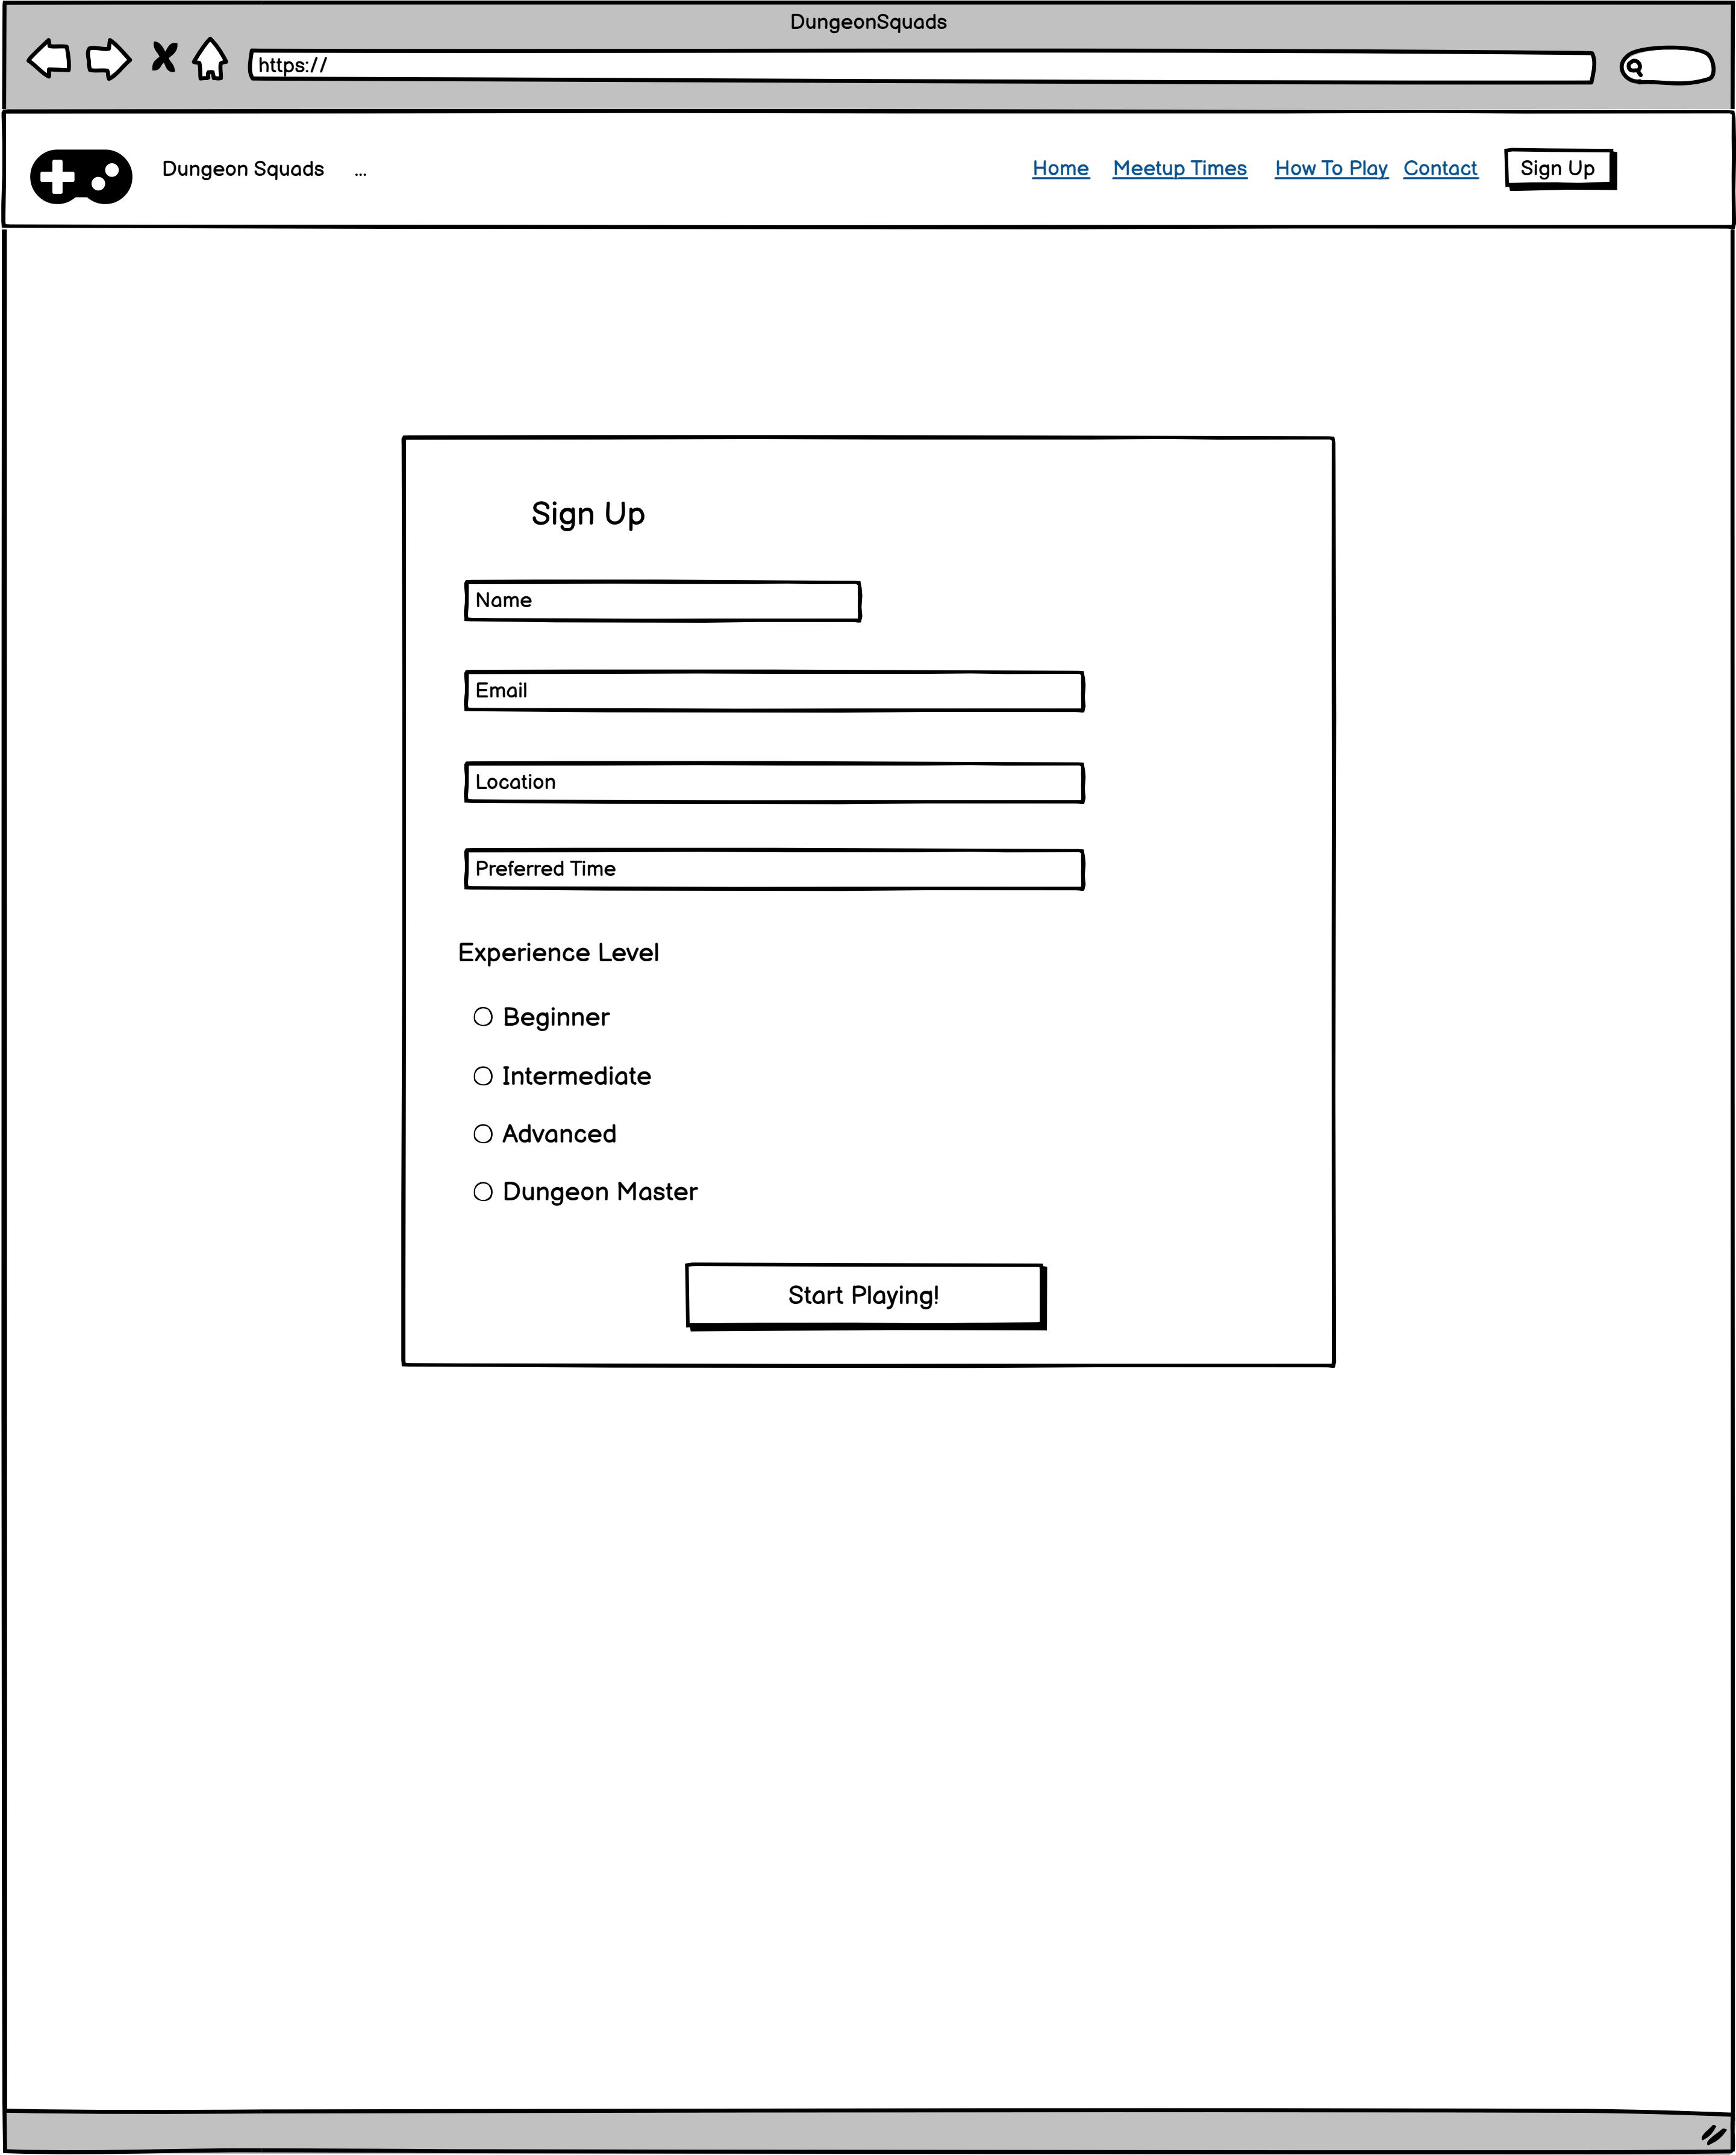 DungeonSquads
https://
Dungeon Squads ... Home Meetup Times How To Play Contact Sign Up
Sign Up
Name
Email
Location
Preferred Time
Experience Level
Beginner
Intermediate
Advanced
Dungeon Master
Start Playing!